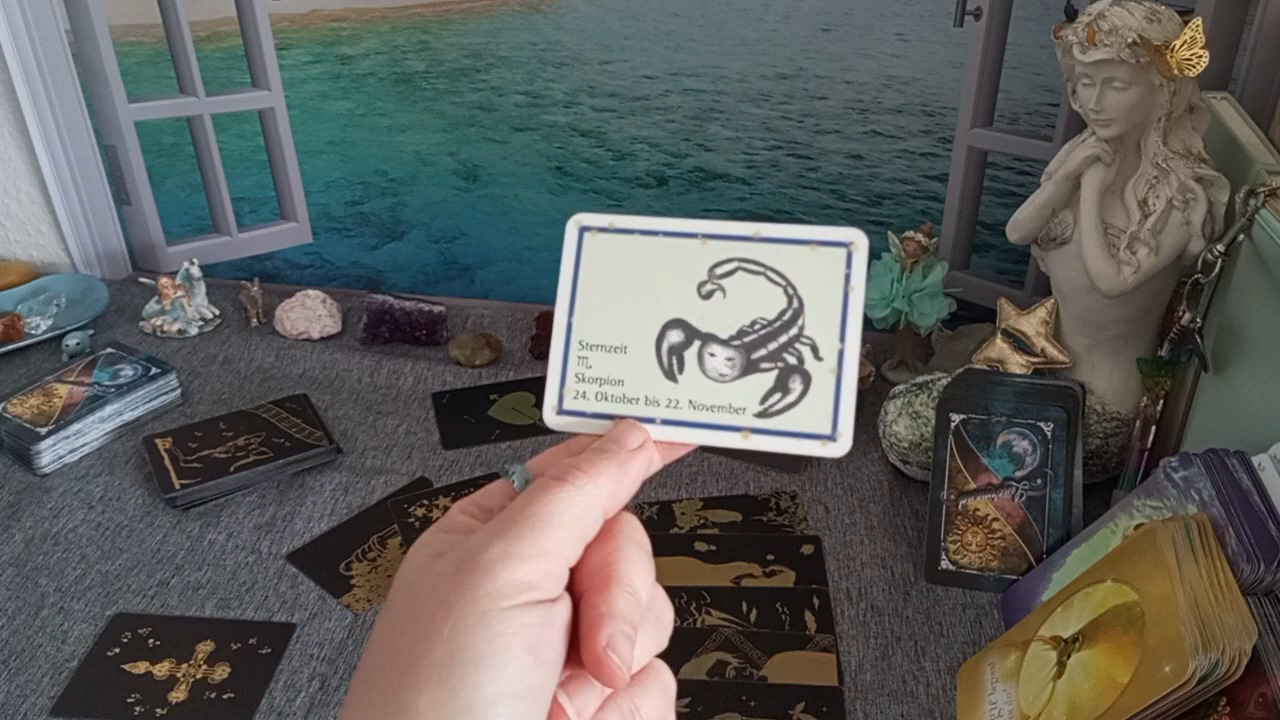 Sternzeit
♏
Skorpion
24. Oktober bis 22. November